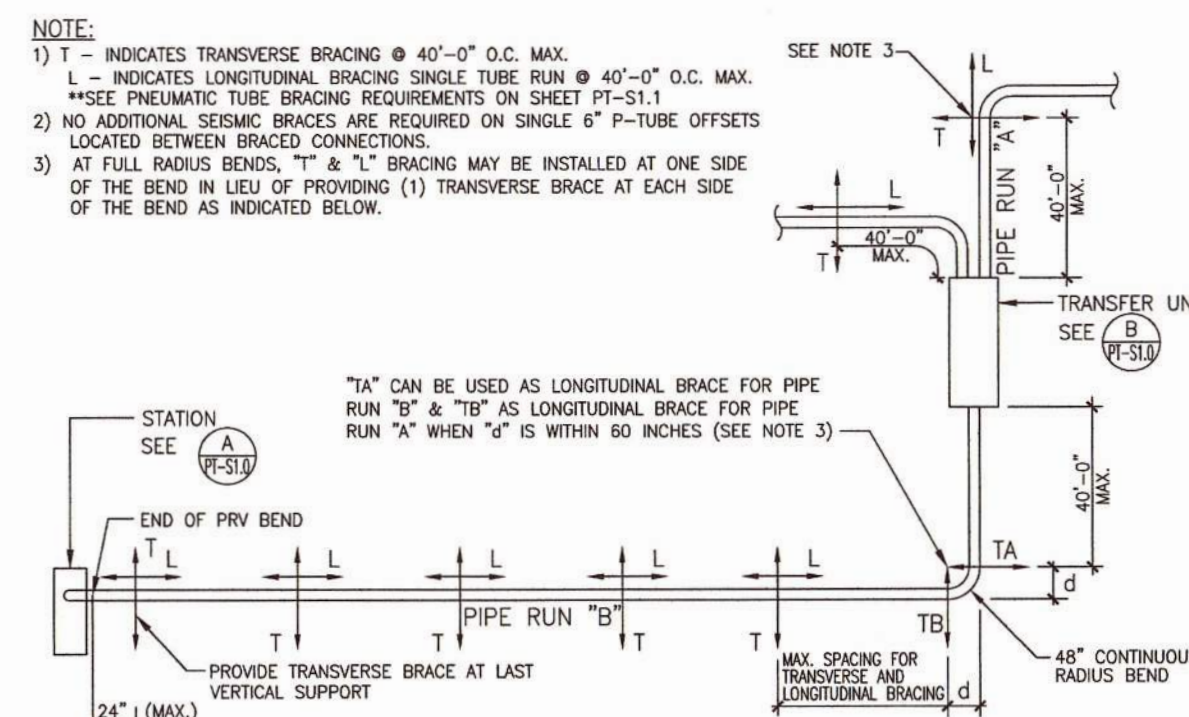 NOTE:
1) T – INDICATES TRANSVERSE BRACING @ 40'–0" O.C. MAX.
L – INDICATES LONGITUDINAL BRACING SINGLE TUBE RUN @ 40'–0" O.C. MAX.
**SEE PNEUMATIC TUBE BRACING REQUIREMENTS ON SHEET PT–S1.1
2) NO ADDITIONAL SEISMIC BRACES ARE REQUIRED ON SINGLE 6" P–TUBE OFFSETS
LOCATED BETWEEN BRACED CONNECTIONS.
3) AT FULL RADIUS BENDS, "T" & "L" BRACING MAY BE INSTALLED AT ONE SIDE
OF THE BEND IN LIEU OF PROVIDING (1) TRANSVERSE BRACE AT EACH SIDE
OF THE BEND AS INDICATED BELOW.
SEE NOTE 3
L
T
PIPE RUN "A"
40'–0"
MAX.
L
T
40'–0"
MAX.
TRANSFER UN
SEE
B
PT–S1.0
"TA" CAN BE USED AS LONGITUDINAL BRACE FOR PIPE
RUN "B" & "TB" AS LONGITUDINAL BRACE FOR PIPE
RUN "A" WHEN "d" IS WITHIN 60 INCHES (SEE NOTE 3)
STATION
SEE
A
PT–S1.0
40'–0"
MAX.
END OF PRV BEND
T
L
L
L
L
L
TA
d
PIPE RUN "B"
T
T
T
T
TB
PROVIDE TRANSVERSE BRACE AT LAST
VERTICAL SUPPORT
MAX. SPACING FOR
TRANSVERSE AND
LONGITUDINAL BRACING
d
48" CONTINUOU
RADIUS BEND
24" (MAX.)